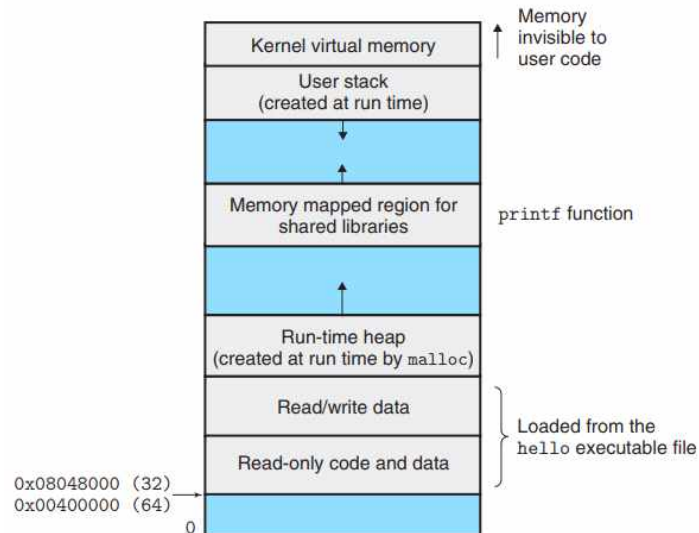 Kernel virtual memory
Memory
invisible to
user code
User stack
(created at run time)
Memory mapped region for
shared libraries
printf function
Run-time heap
(created at run time by malloc)
Read/write data
Loaded from the
hello executable file
Read-only code and data
0x08048000 (32)
0x00400000 (64)
0